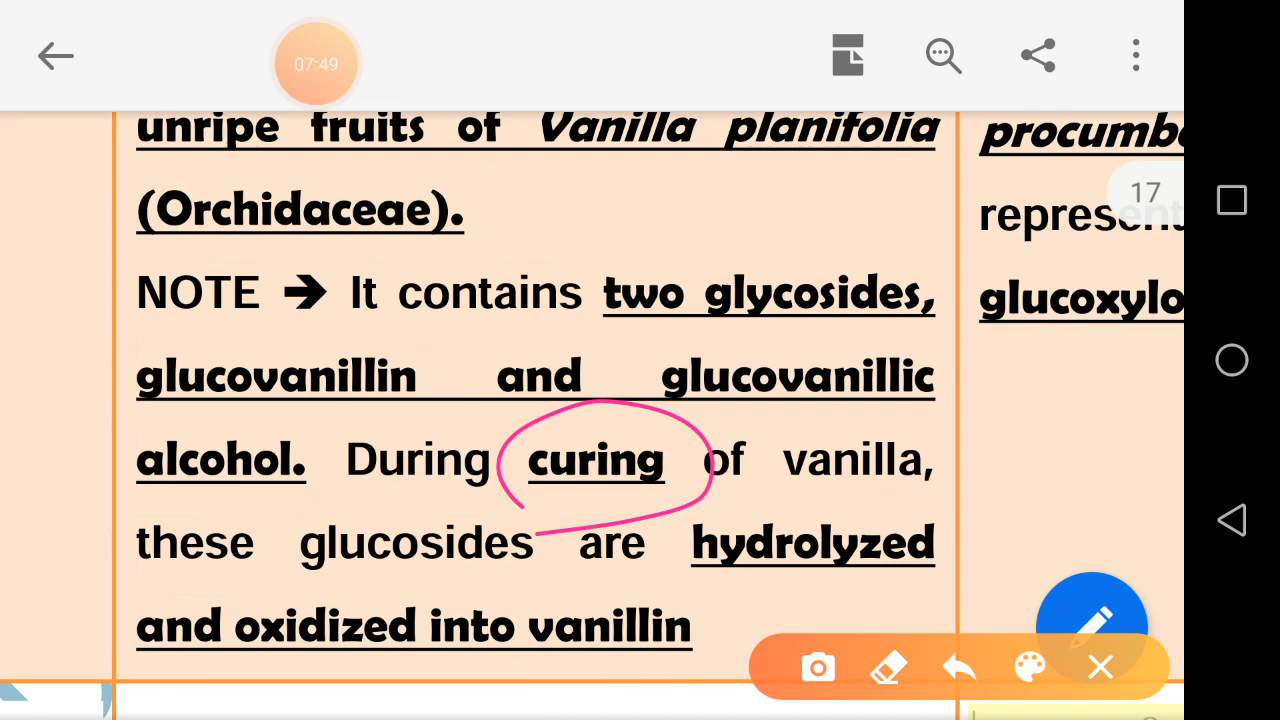 07:49
unripe fruits of Vanilla planifolia
(Orchidaceae).
NOTE ➔ It contains two glycosides,
glucovanillin and glucovanillic
alcohol. During curing of vanilla,
these glucosides are hydrolyzed
and oxidized into vanillin
procumb
17
represent
glucoxylo